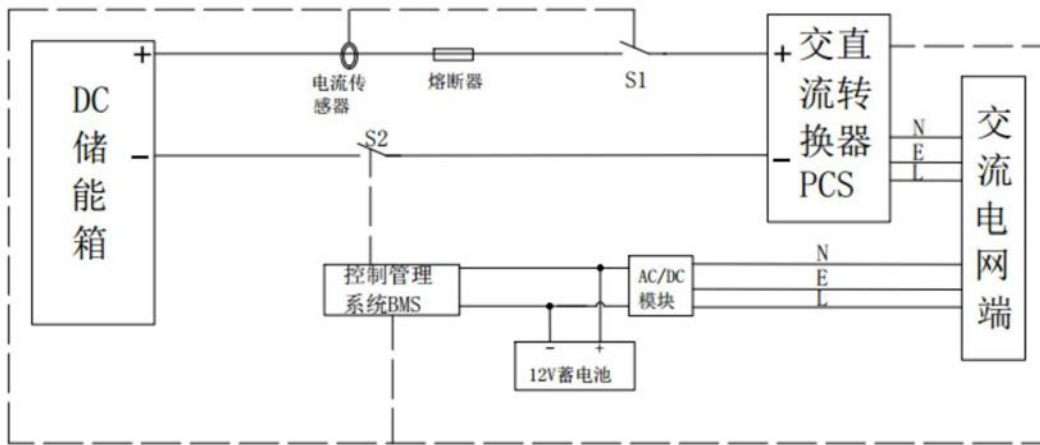 DC
储
能
箱
+
−
电流传
感器
熔断器
S1
S2
+
−
交直
流转
换器
PCS
N
E
L
交
流
电
网
端
控制管理
系统BMS
AC/DC
模块
N
E
L
− +
12V蓄电池